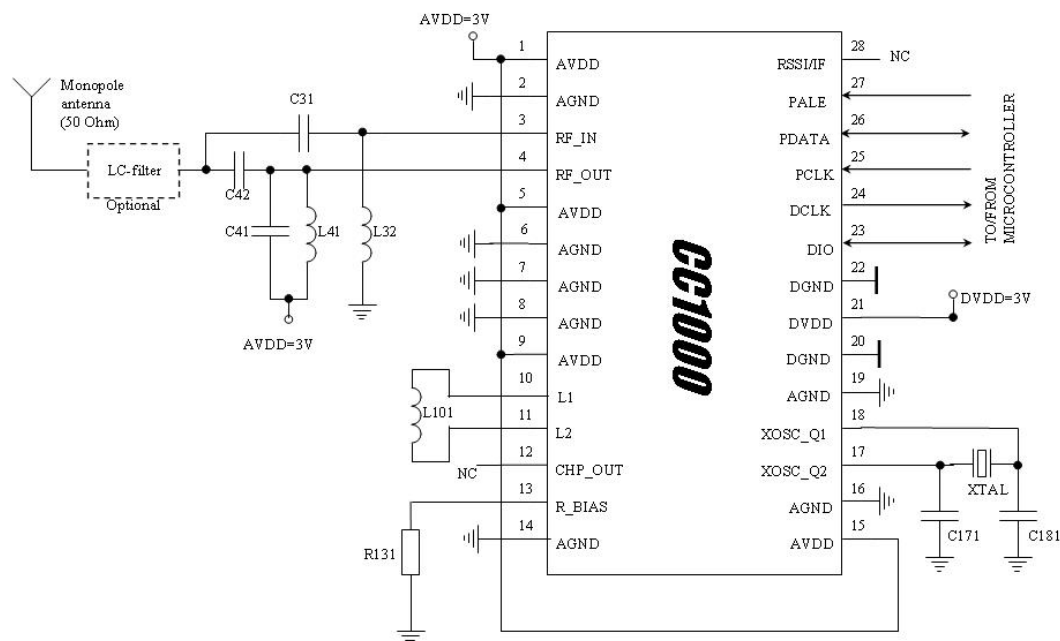 AVDD=3V
Monopole
antenna
(50 Ohm)
LC-filter
Optional
C31
C42
C41
L41
L32
AVDD=3V
L101
NC
R131
1
AVDD
2
AGND
3
RF_IN
4
RF_OUT
5
AVDD
6
AGND
7
AGND
8
AGND
9
AVDD
10
L1
11
L2
12
CHP_OUT
13
R_BIAS
14
AGND
CC1000
28
RSSI/IF
NC
27
PALE
26
PDATA
25
PCLK
24
DCLK
23
DIO
22
DGND
21
DVDD
DVDD=3V
20
DGND
19
AGND
18
XOSC_Q1
17
XOSC_Q2
16
AGND
15
AVDD
TO/FROM
MICROCONTROLLER
XTAL
C171
C181